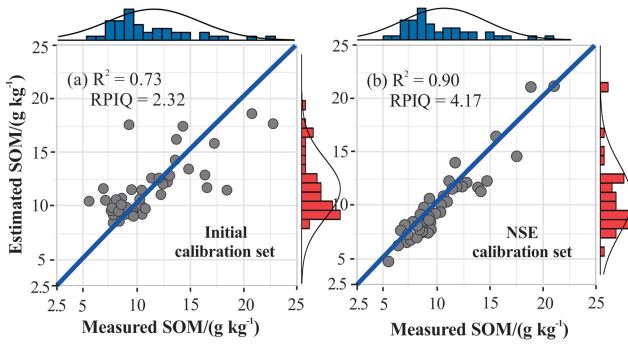 25
20
15
10
5
2.5
Estimated SOM/(g kg⁻¹)
(a) R² = 0.73
RPIQ = 2.32
Initial
calibration set
2.5 5 10 15 20 25
Measured SOM/(g kg⁻¹)
25
20
15
10
5
2.5
(b) R² = 0.90
RPIQ = 4.17
NSE
calibration set
2.5 5 10 15 20 25
Measured SOM/(g kg⁻¹)